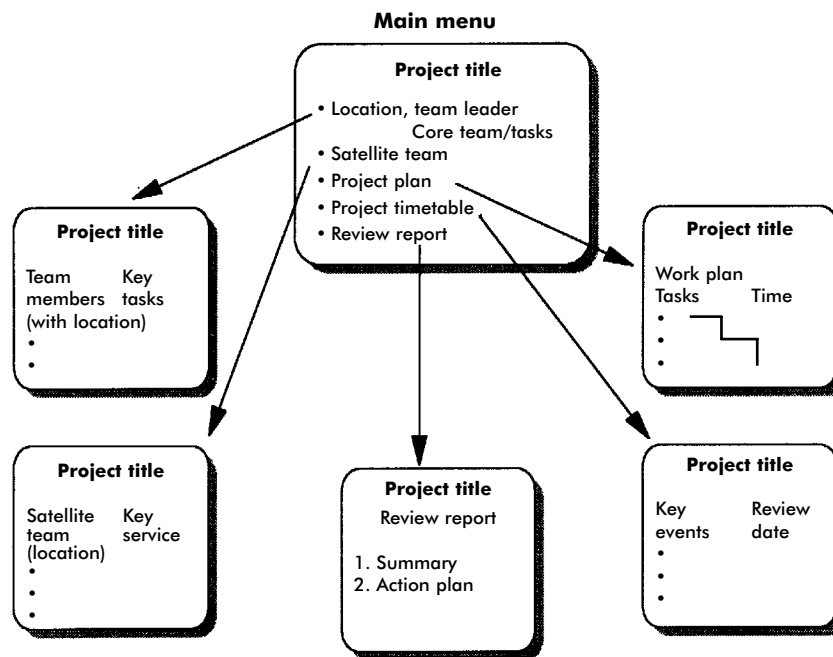 Main menu
Project title
• Location, team leader
Core team/tasks
• Satellite team
• Project plan
• Project timetable
• Review report
Project title
Team Key
members tasks
(with location)
•
•
Project title
Work plan
Tasks Time
•
•
•
Project title
Satellite Key
team service
(location)
•
•
•
Project title
Review report
1. Summary
2. Action plan
Project title
Key Review
events date
•
•
•